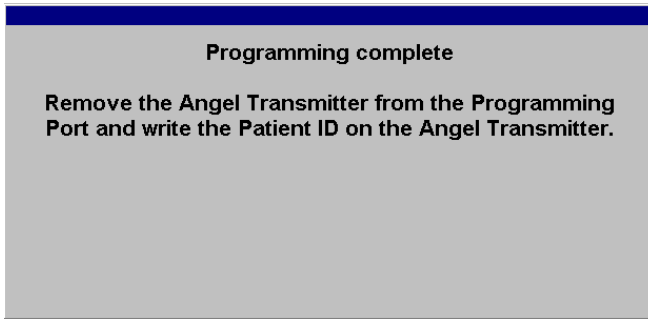 Programming complete
Remove the Angel Transmitter from the Programming
Port and write the Patient ID on the Angel Transmitter.